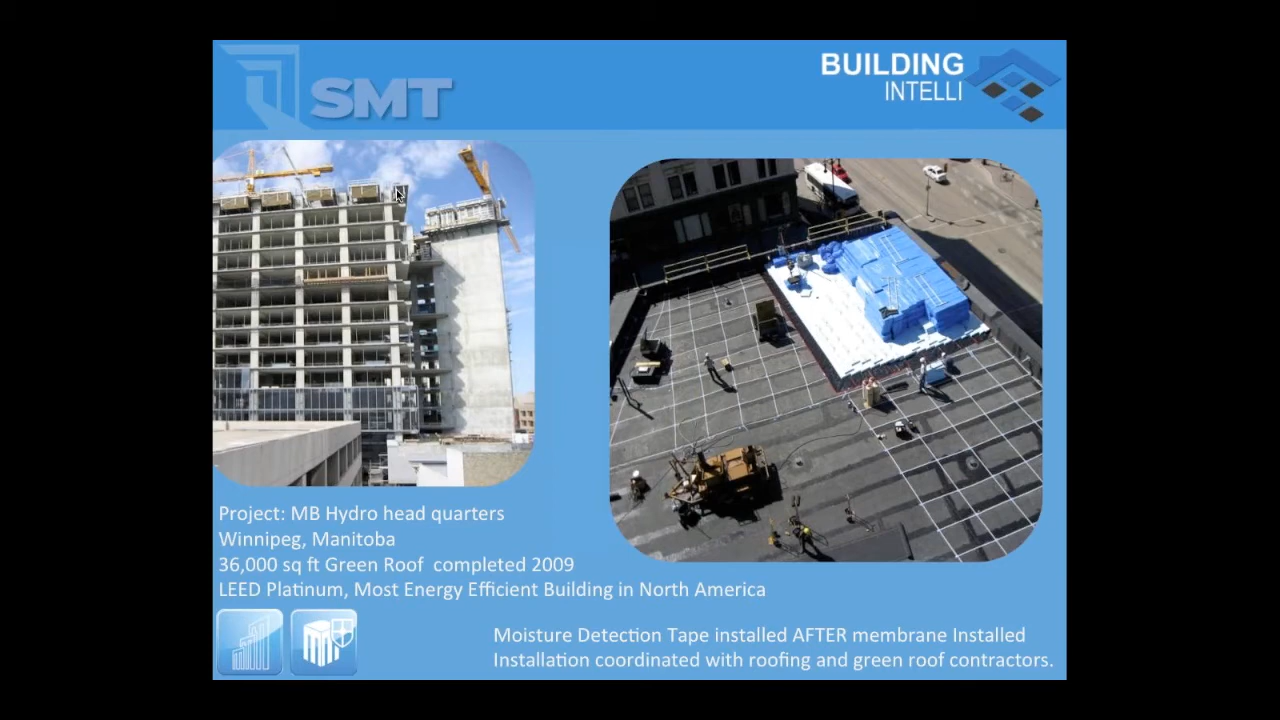 SMT
BUILDING
INTELLI
Project: MB Hydro head quarters
Winnipeg, Manitoba
36,000 sq ft Green Roof completed 2009
LEED Platinum, Most Energy Efficient Building in North America
Moisture Detection Tape installed AFTER membrane Installed
Installation coordinated with roofing and green roof contractors.